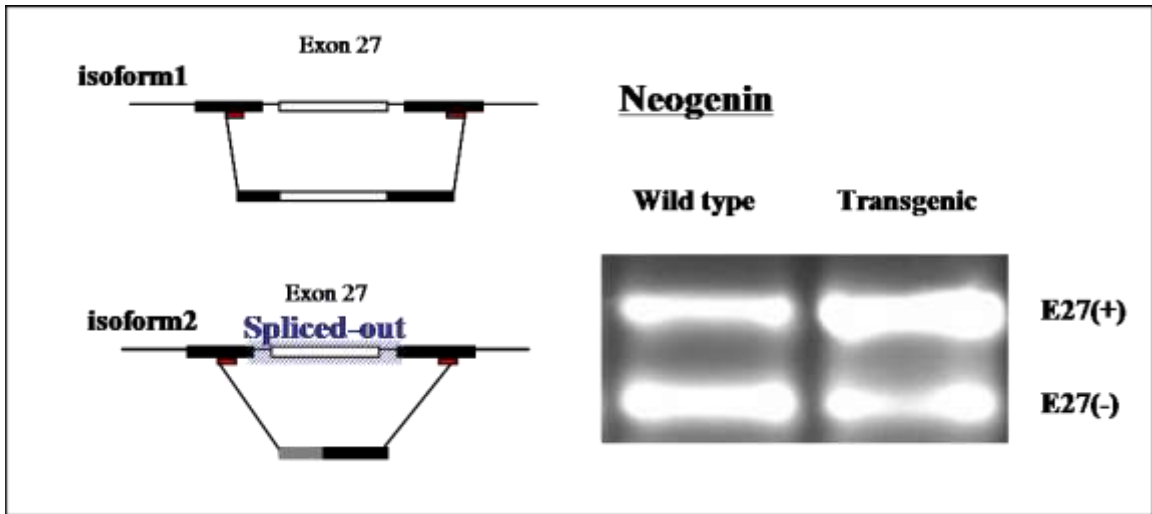 Exon 27
isoform1
Neogenin
Wild type Transgenic
Exon 27
isoform2
Spliced-out
E27(+)
E27(-)